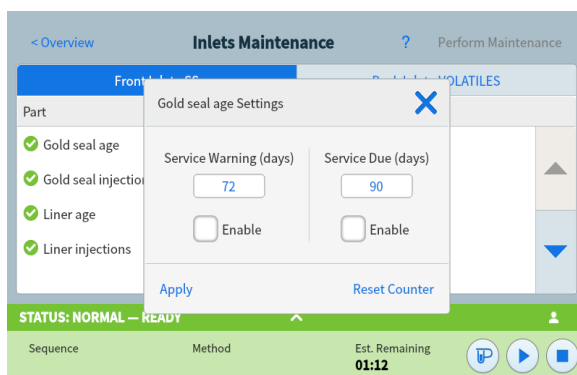 < Overview Inlets Maintenance ? Perform Maintenance
Front
VOLATILES
Part
Gold seal age Settings
Gold seal age
Service Warning (days) Service Due (days)
Gold seal
72 90
Liner age
Enable Enable
Liner injections
Apply Reset Counter
STATUS: NORMAL — READY
Sequence Method Est. Remaining
01:12